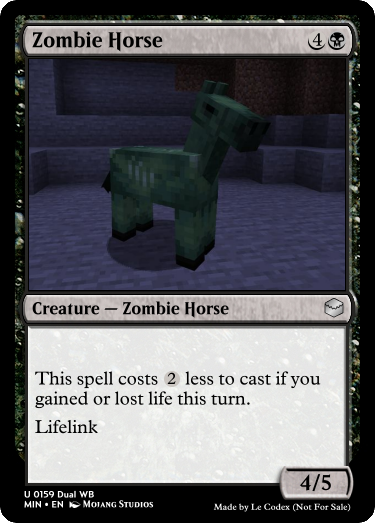 Zombie Horse 4
Creature — Zombie Horse
This spell costs 2 less to cast if you
gained or lost life this turn.
Lifelink
4/5
U 0159 Dual WB
MIN • EN Mojang Studios
Made by Le Codex (Not For Sale)